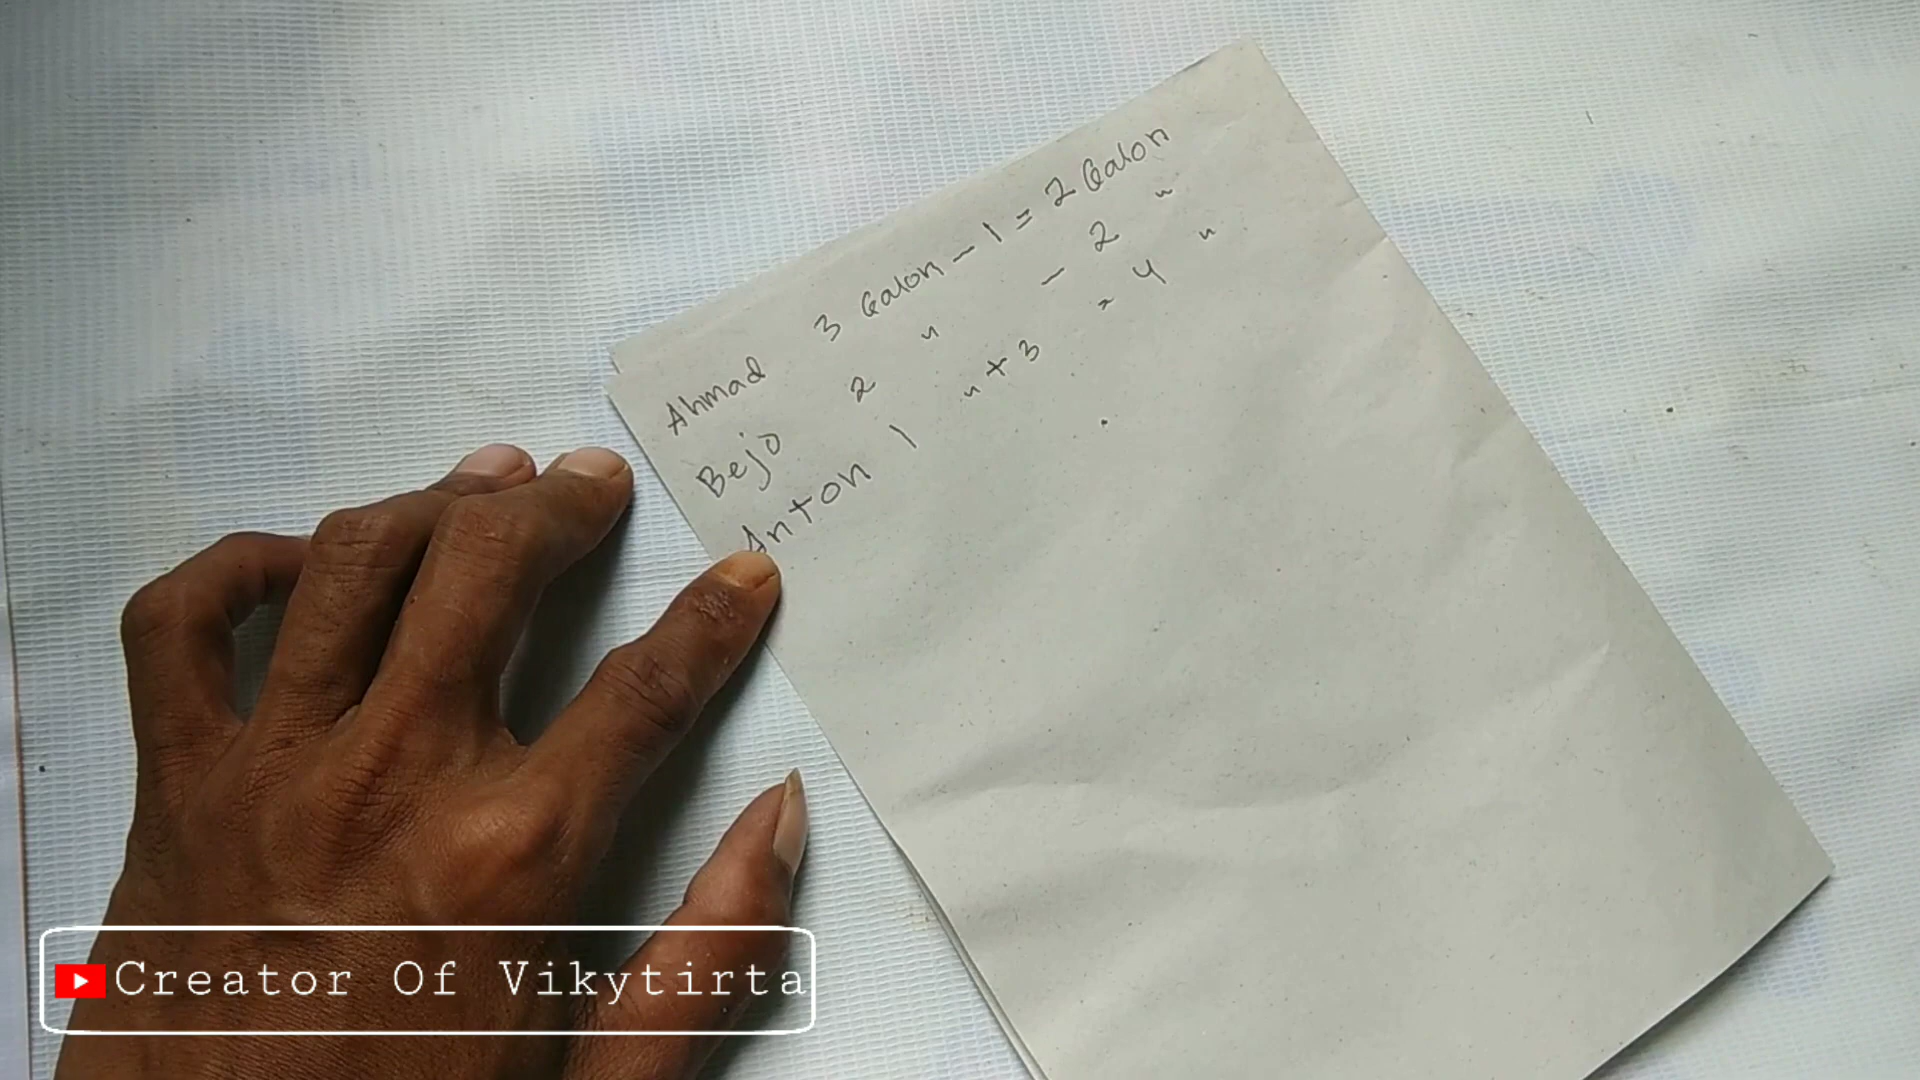 Ahmad 3 Galon - 1 = 2 Galon
Bejo 2 " - 2 "
Anton 1 " + 3 = 4 "
Creator Of Vikytirta